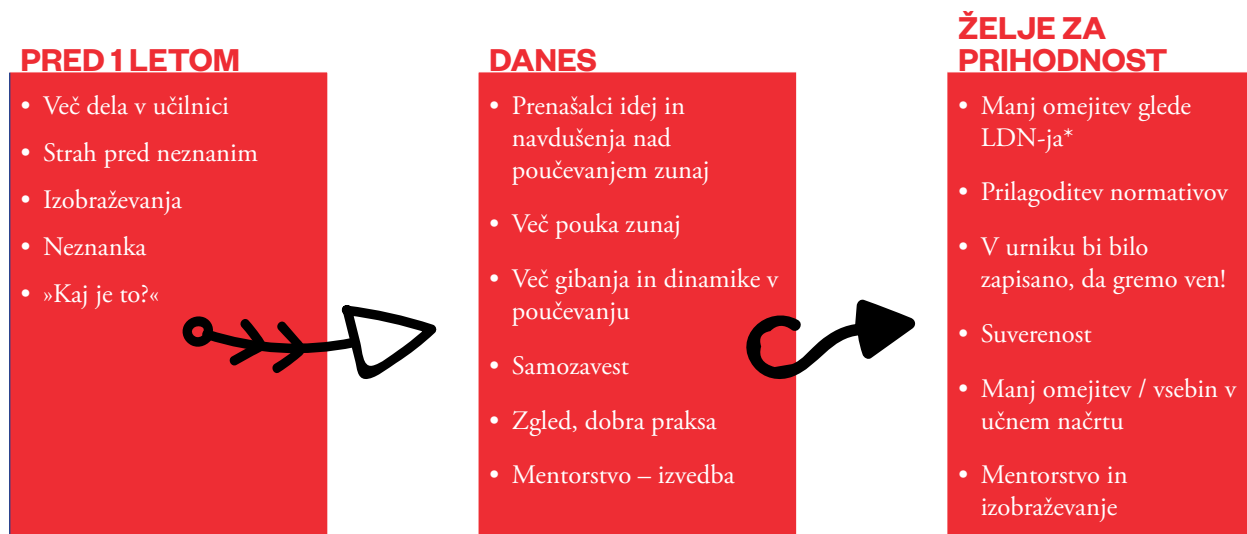 PRED 1 LETOM
• Več dela v učilnici
• Strah pred neznanim
• Izobraževanja
• Neznanka
• »Kaj je to?«
DANES
• Prenašalci idej in
navdušenja nad
poučevanjem zunaj
• Več pouka zunaj
• Več gibanja in dinamike v
poučevanju
• Samozavest
• Zgled, dobra praksa
• Mentorstvo – izvedba
ŽELJE ZA
PRIHODNOST
• Manj omejitev glede
LDN-ja*
• Prilagoditev normativov
• V urniku bi bilo
zapisano, da gremo ven!
• Suverenost
• Manj omejitev / vsebin v
učnem načrtu
• Mentorstvo in
izobraževanje